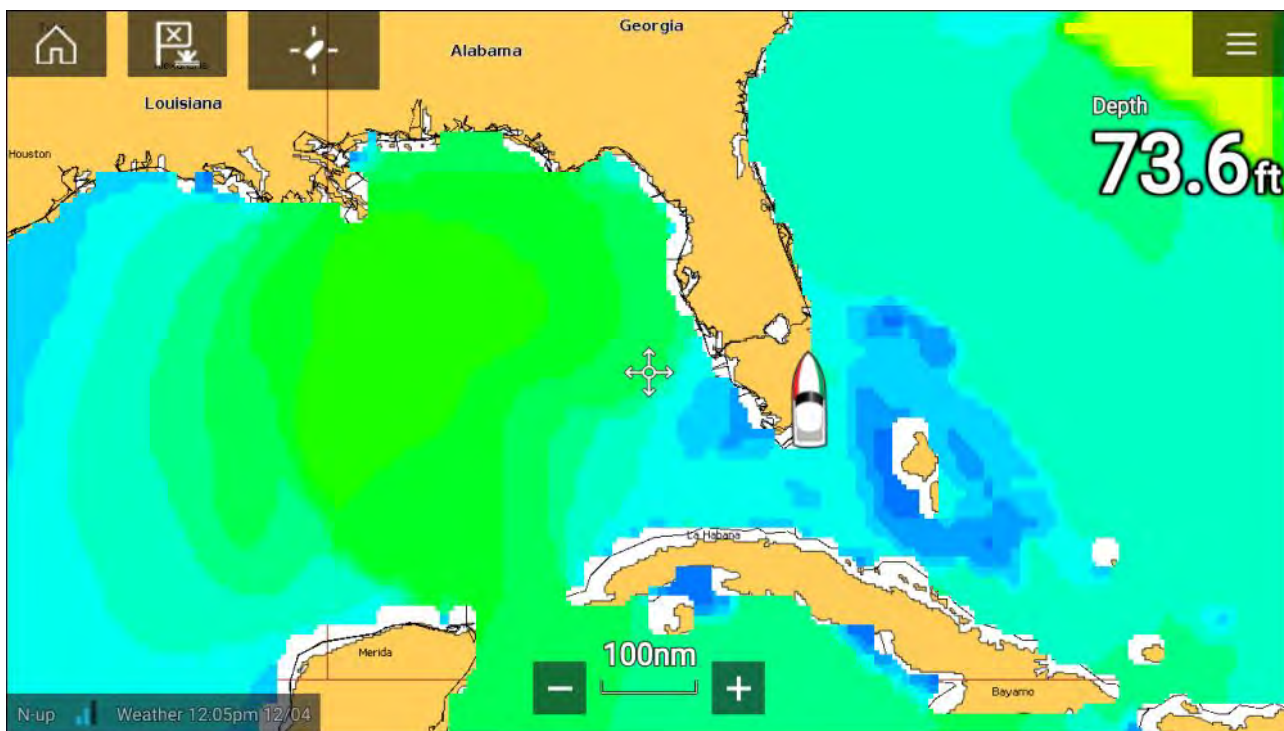 Georgia
Alabama
Louisiana
Houston
Depth
73.6ft
La Habana
100nm
Merida
Bayamo
N-up
Weather 12:05pm 12/04